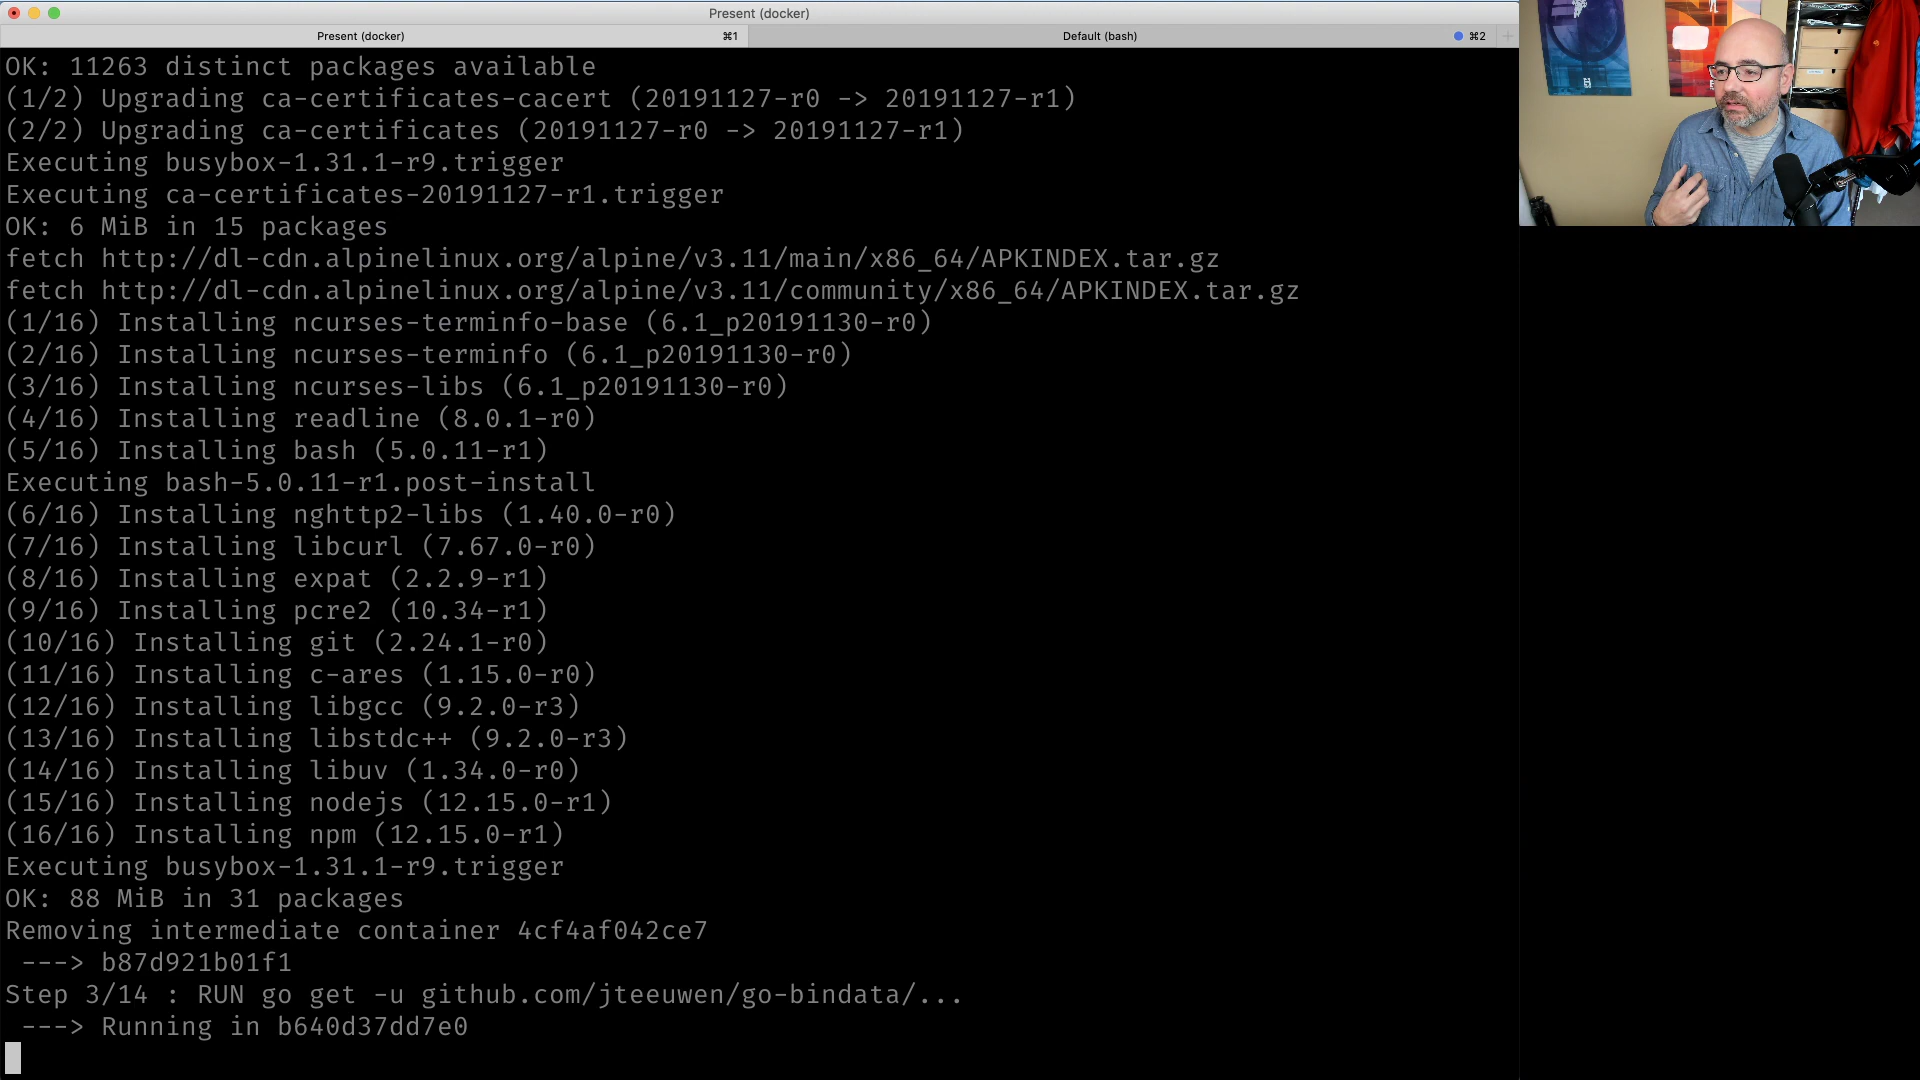 Present (docker)
Present (docker) ⌘1 Default (bash) ⌘2
OK: 11263 distinct packages available
(1/2) Upgrading ca-certificates-cacert (20191127-r0 -> 20191127-r1)
(2/2) Upgrading ca-certificates (20191127-r0 -> 20191127-r1)
Executing busybox-1.31.1-r9.trigger
Executing ca-certificates-20191127-r1.trigger
OK: 6 MiB in 15 packages
fetch http://dl-cdn.alpinelinux.org/alpine/v3.11/main/x86_64/APKINDEX.tar.gz
fetch http://dl-cdn.alpinelinux.org/alpine/v3.11/community/x86_64/APKINDEX.tar.gz
(1/16) Installing ncurses-terminfo-base (6.1_p20191130-r0)
(2/16) Installing ncurses-terminfo (6.1_p20191130-r0)
(3/16) Installing ncurses-libs (6.1_p20191130-r0)
(4/16) Installing readline (8.0.1-r0)
(5/16) Installing bash (5.0.11-r1)
Executing bash-5.0.11-r1.post-install
(6/16) Installing nghttp2-libs (1.40.0-r0)
(7/16) Installing libcurl (7.67.0-r0)
(8/16) Installing expat (2.2.9-r1)
(9/16) Installing pcre2 (10.34-r1)
(10/16) Installing git (2.24.1-r0)
(11/16) Installing c-ares (1.15.0-r0)
(12/16) Installing libgcc (9.2.0-r3)
(13/16) Installing libstdc++ (9.2.0-r3)
(14/16) Installing libuv (1.34.0-r0)
(15/16) Installing nodejs (12.15.0-r1)
(16/16) Installing npm (12.15.0-r1)
Executing busybox-1.31.1-r9.trigger
OK: 88 MiB in 31 packages
Removing intermediate container 4cf4af042ce7
---> b87d921b01f1
Step 3/14 : RUN go get -u github.com/jteeuwen/go-bindata/...
---> Running in b640d37dd7e0